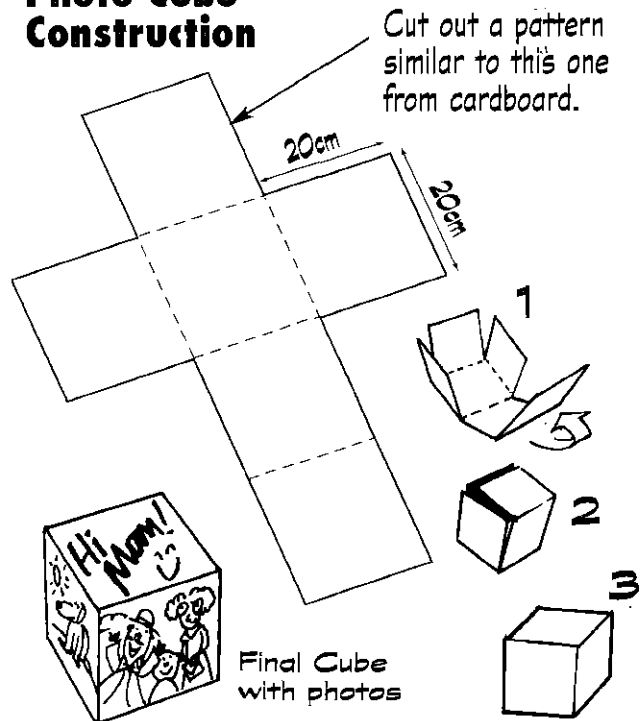 Photo Cube
Construction
Cut out a pattern
similar to this one
from cardboard.
20cm
20cm
1
2
3
Hi
Mom!
Final Cube
with photos